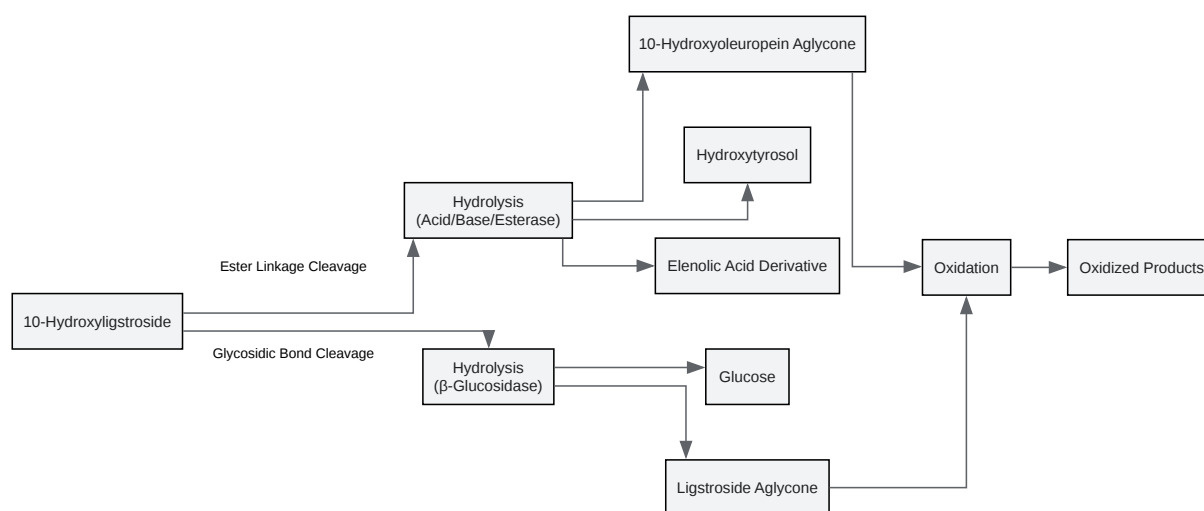 10-Hydroxyoleuropein Aglycone
Hydroxytyrosol
Hydrolysis
(Acid/Base/Esterase)
Ester Linkage Cleavage
Elenolic Acid Derivative
Oxidation
Oxidized Products
10-Hydroxyligstroside
Glycosidic Bond Cleavage
Hydrolysis
(β-Glucosidase)
Glucose
Ligstroside Aglycone